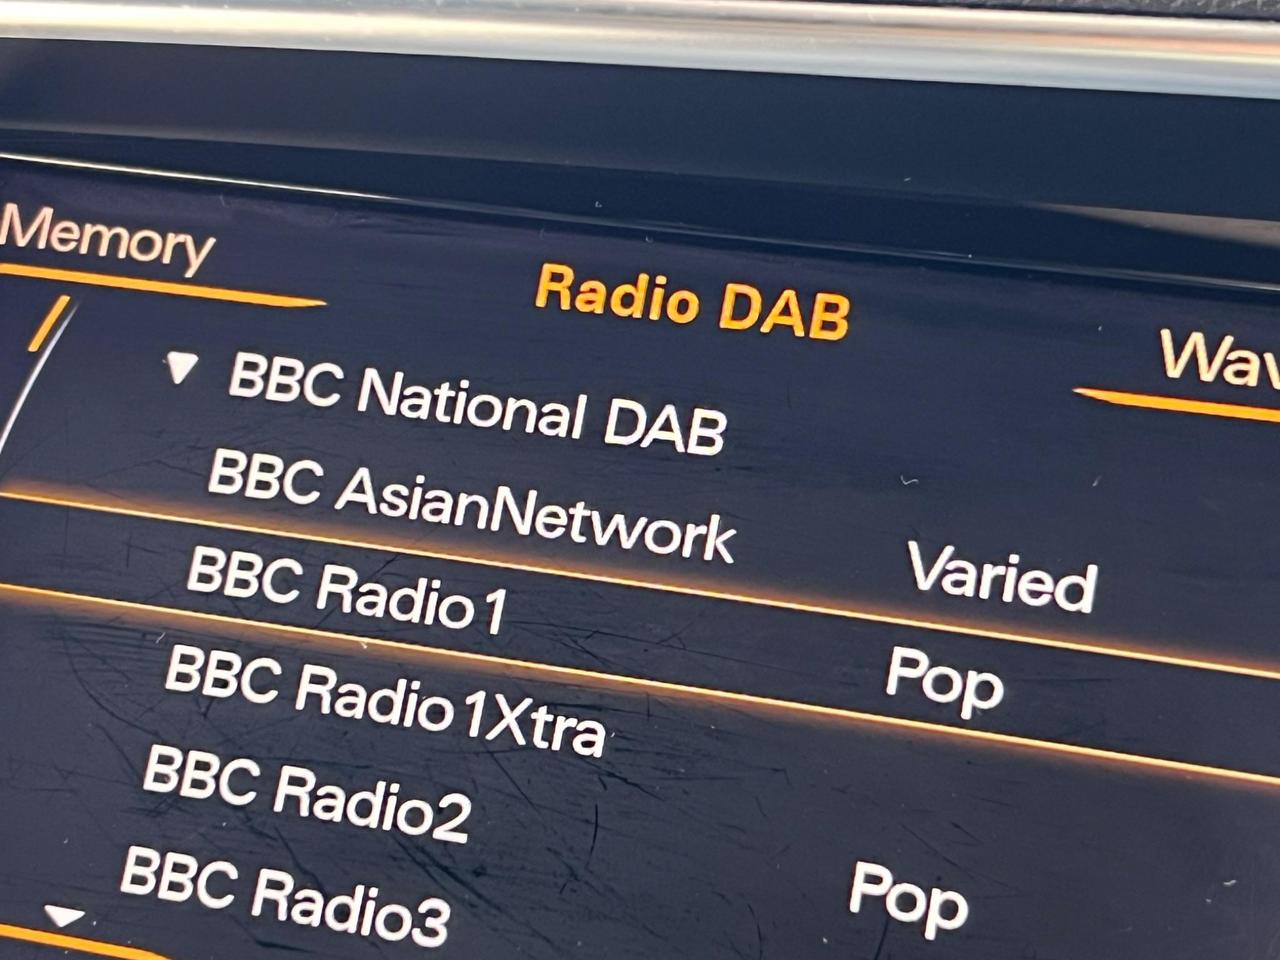 Memory
Radio DAB
BBC National DAB
BBC AsianNetwork Varied
BBC Radio1 Pop
BBC Radio1Xtra
BBC Radio2 Pop
BBC Radio3